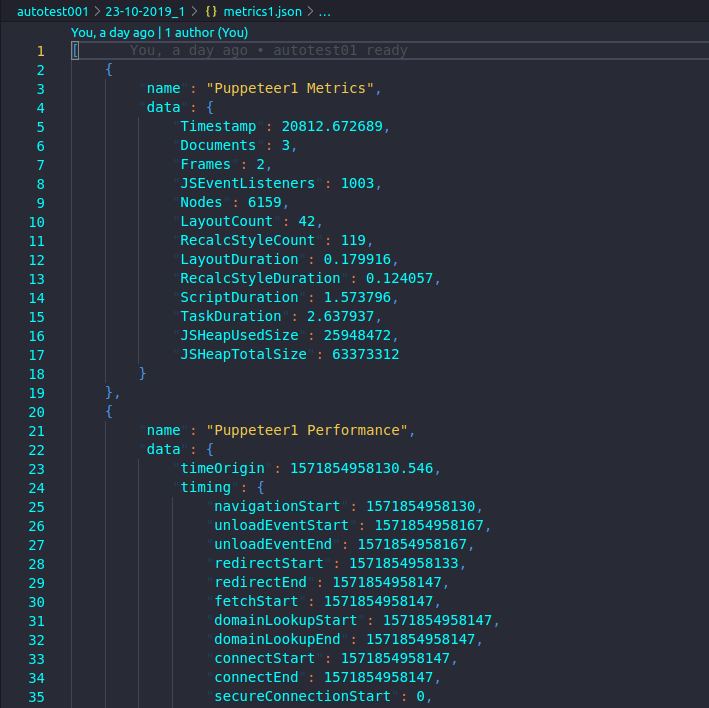 autotest001 > 23-10-2019_1 > {} metrics1.json > ...
You, a day ago | 1 author (You)
1 [ You, a day ago • autotest01 ready
2 {
3 "name": "Puppeteer1 Metrics",
4 "data": {
5 "Timestamp": 20812.672689,
6 "Documents": 3,
7 "Frames": 2,
8 "JSEventListeners": 1003,
9 "Nodes": 6159,
10 "LayoutCount": 42,
11 "RecalcStyleCount": 119,
12 "LayoutDuration": 0.179916,
13 "RecalcStyleDuration": 0.124057,
14 "ScriptDuration": 1.573796,
15 "TaskDuration": 2.637937,
16 "JSHeapUsedSize": 25948472,
17 "JSHeapTotalSize": 63373312
18 }
19 },
20 {
21 "name": "Puppeteer1 Performance",
22 "data": {
23 "timeOrigin": 1571854958130.546,
24 "timing": {
25 "navigationStart": 1571854958130,
26 "unloadEventStart": 1571854958167,
27 "unloadEventEnd": 1571854958167,
28 "redirectStart": 1571854958133,
29 "redirectEnd": 1571854958147,
30 "fetchStart": 1571854958147,
31 "domainLookupStart": 1571854958147,
32 "domainLookupEnd": 1571854958147,
33 "connectStart": 1571854958147,
34 "connectEnd": 1571854958147,
35 "secureConnectionStart": 0,